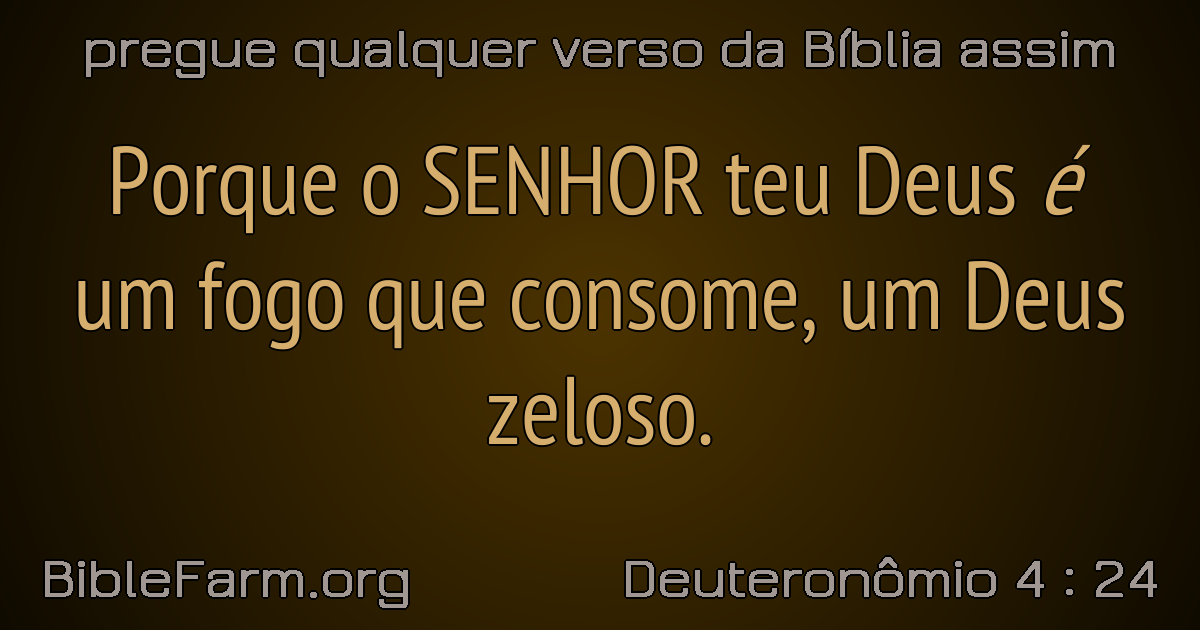 pregue qualquer verso da Bíblia assim
Porque o SENHOR teu Deus é
um fogo que consome, um Deus
zeloso.
BibleFarm.org
Deuteronômio 4 : 24